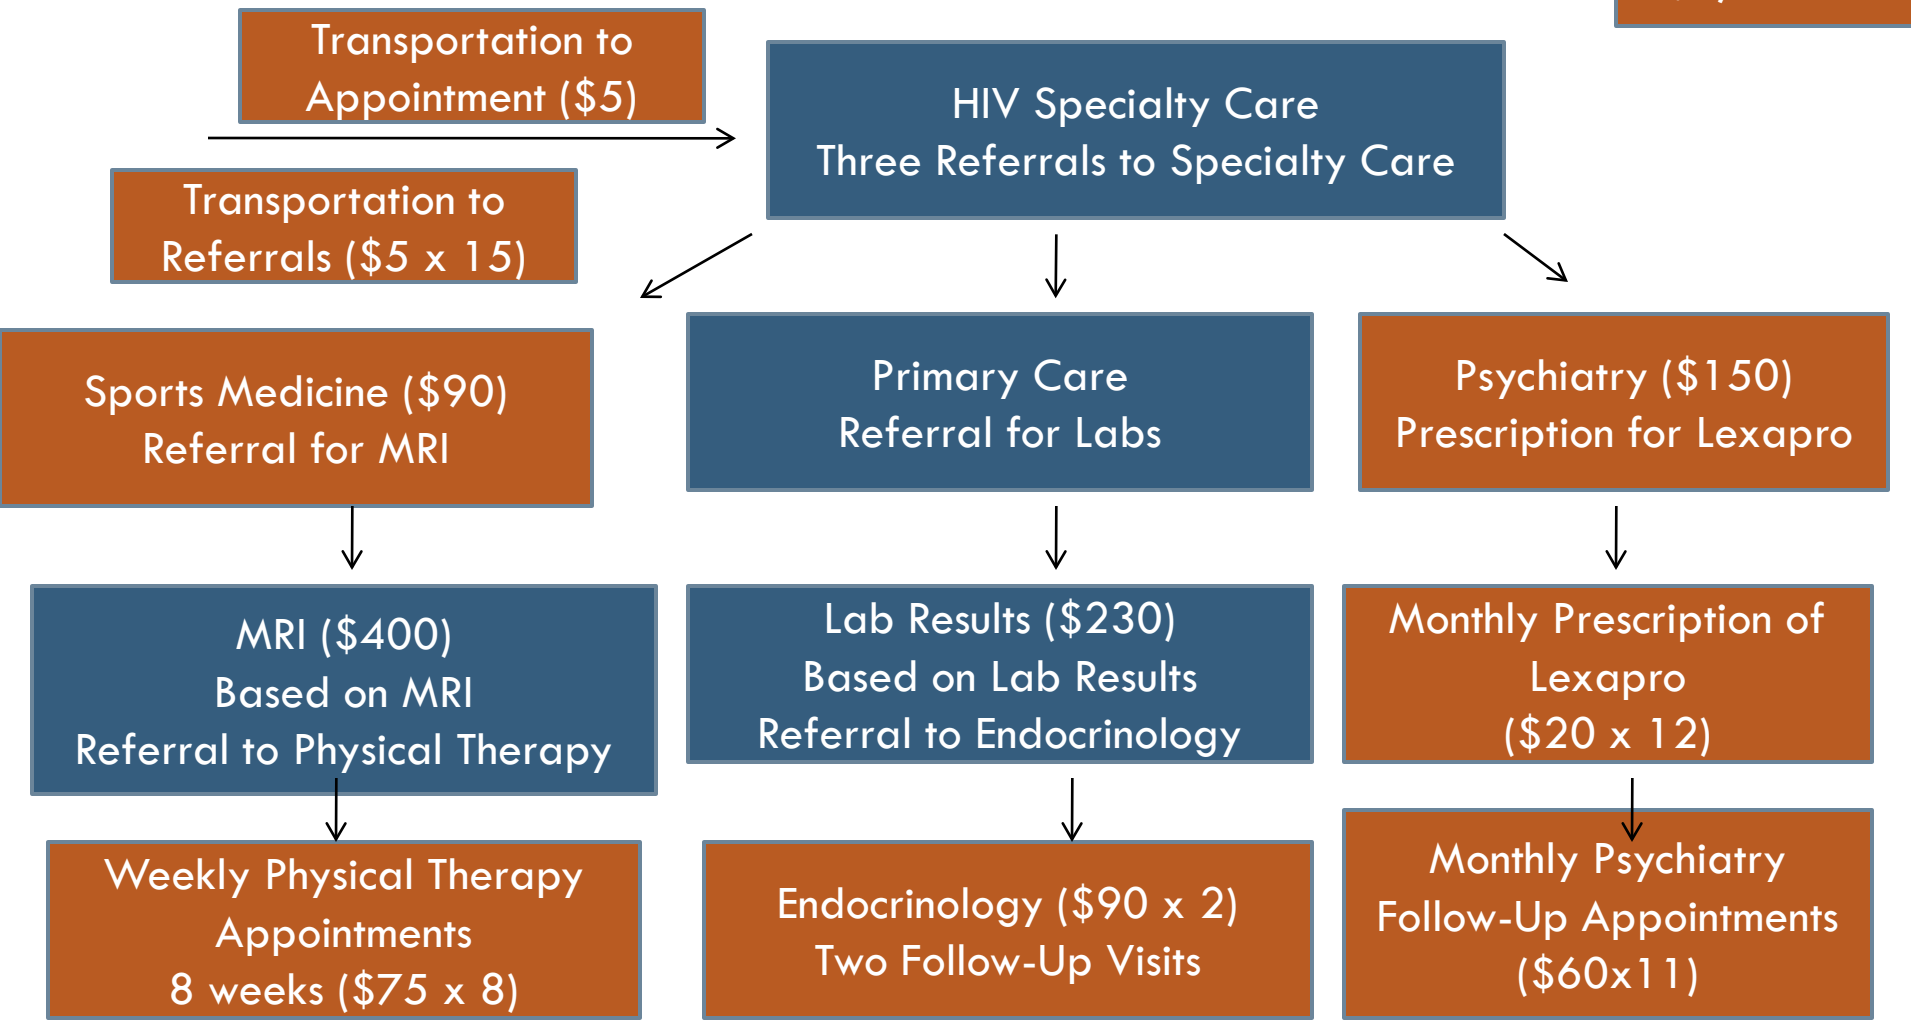 Transportation to
Appointment ($5)
HIV Specialty Care
Three Referrals to Specialty Care
Transportation to
Referrals ($5 x 15)
Sports Medicine ($90)
Referral for MRI
Primary Care
Referral for Labs
Psychiatry ($150)
Prescription for Lexapro
MRI ($400)
Based on MRI
Referral to Physical Therapy
Lab Results ($230)
Based on Lab Results
Referral to Endocrinology
Monthly Prescription of
Lexapro
($20 x 12)
Weekly Physical Therapy
Appointments
8 weeks ($75 x 8)
Endocrinology ($90 x 2)
Two Follow-Up Visits
Monthly Psychiatry
Follow-Up Appointments
($60x11)